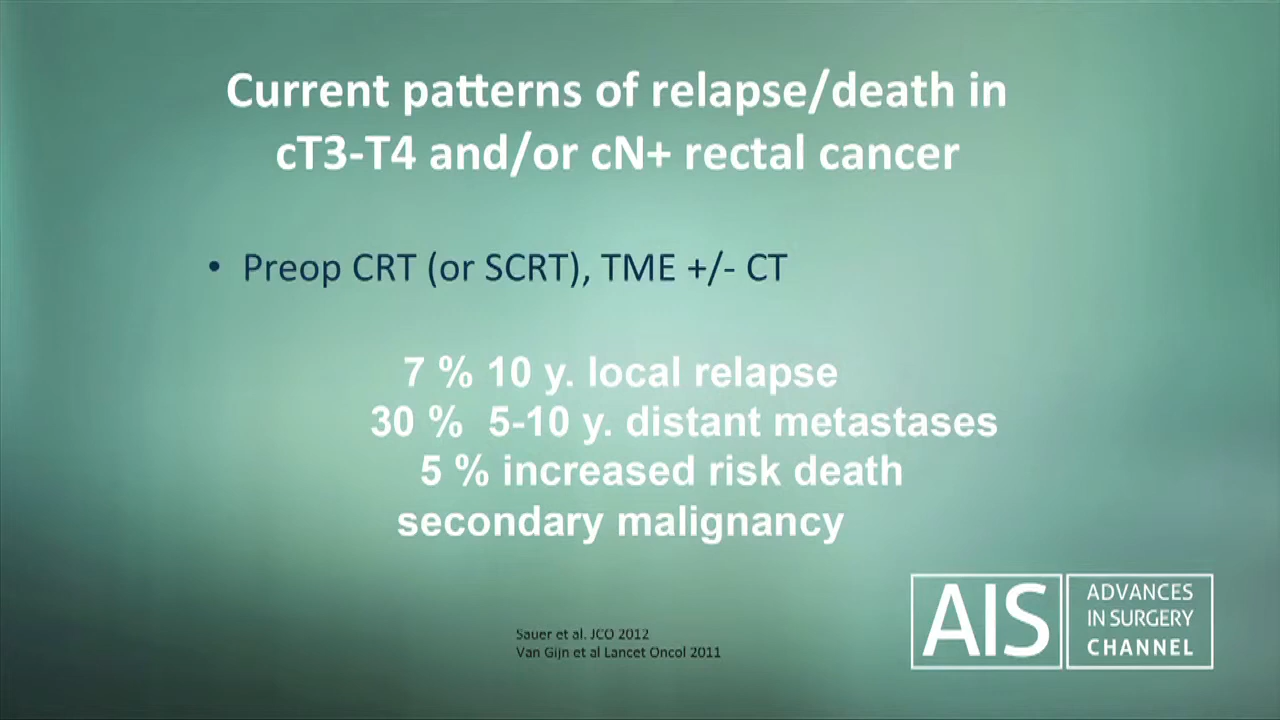 Current patterns of relapse/death in
cT3-T4 and/or cN+ rectal cancer
• Preop CRT (or SCRT), TME +/- CT
7 % 10 y. local relapse
30 % 5-10 y. distant metastases
5 % increased risk death
secondary malignancy
Sauer et al. JCO 2012
Van Gijn et al Lancet Oncol 2011
AIS
ADVANCES
IN SURGERY
CHANNEL